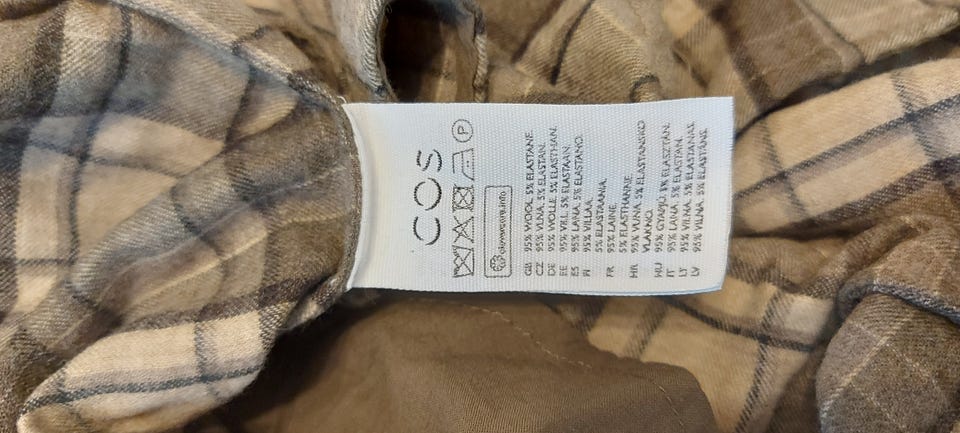 COS
P
clevercare.info
GB 95% WOOL. 5% ELASTANE.
CZ 95% VLNA. 5% ELASTAN.
DE 95% WOLLE. 5% ELASTHAN.
EE 95% VILL. 5% ELASTAAN.
ES 95% LANA. 5% ELASTANO.
FI 95% VILLAA.
5% ELASTAANIA.
FR 95% LAINE.
5% ELASTHANNE.
HR 95% VUNA. 5% ELASTANSKO
VLAKNO.
HU 95% GYAPJÚ. 5% ELASZTÁN.
IT 95% LANA. 5% ELASTAN.
LT 95% VILNA. 5% ELASTANAS.
LV 95% VILNA. 5% ELASTĀNS.